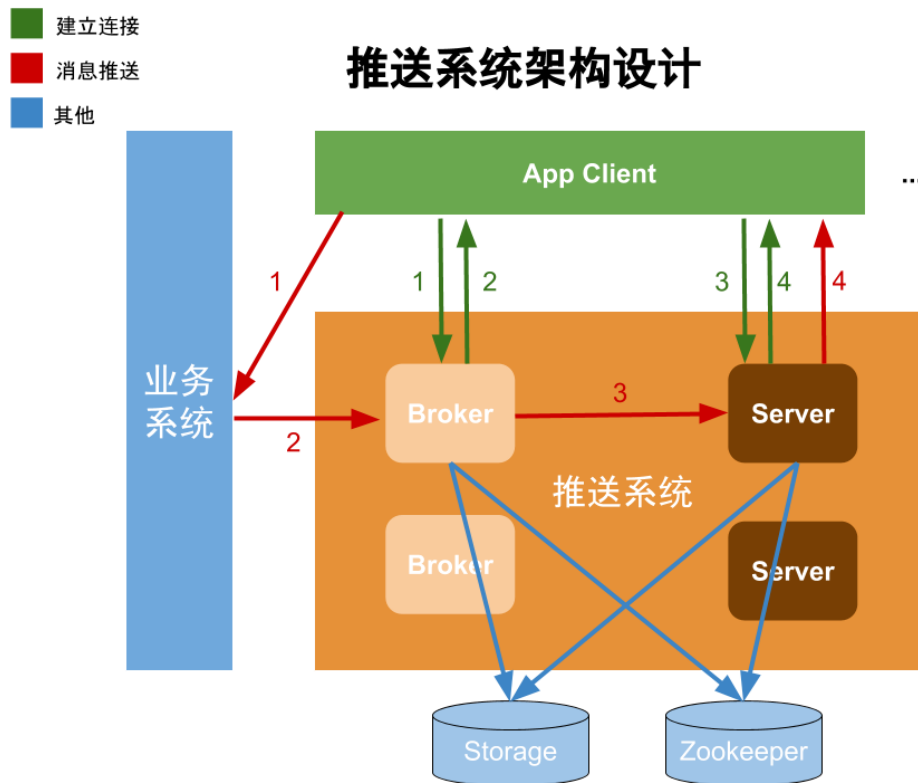 建立连接
消息推送
其他
推送系统架构设计
App Client
...
1
1
2
3
4
4
业务
系统
2
Broker
3
Server
推送系统
Broker
Server
Storage
Zookeeper